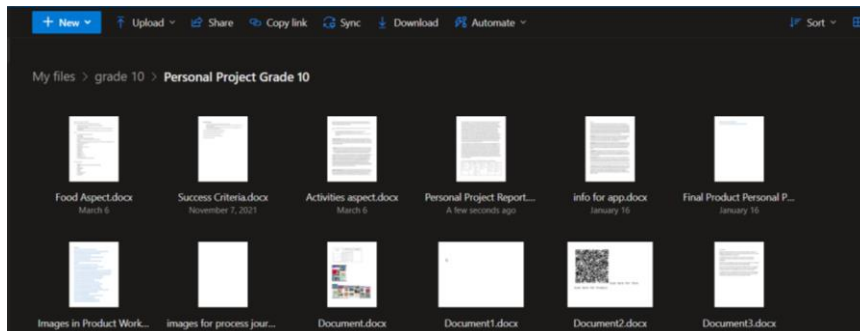 + New Upload Share Copy link Sync Download Automate Sort
My files > grade 10 > Personal Project Grade 10
Food Aspect.docx Success Criteria.docx Activities aspect.docx Personal Project Report.... info for app.docx Final Product Personal P...
March 6 November 7, 2021 March 6 A few seconds ago January 16 January 16
Images in Product Work... images for process jour... Document.docx Document1.docx Document2.docx Document3.docx